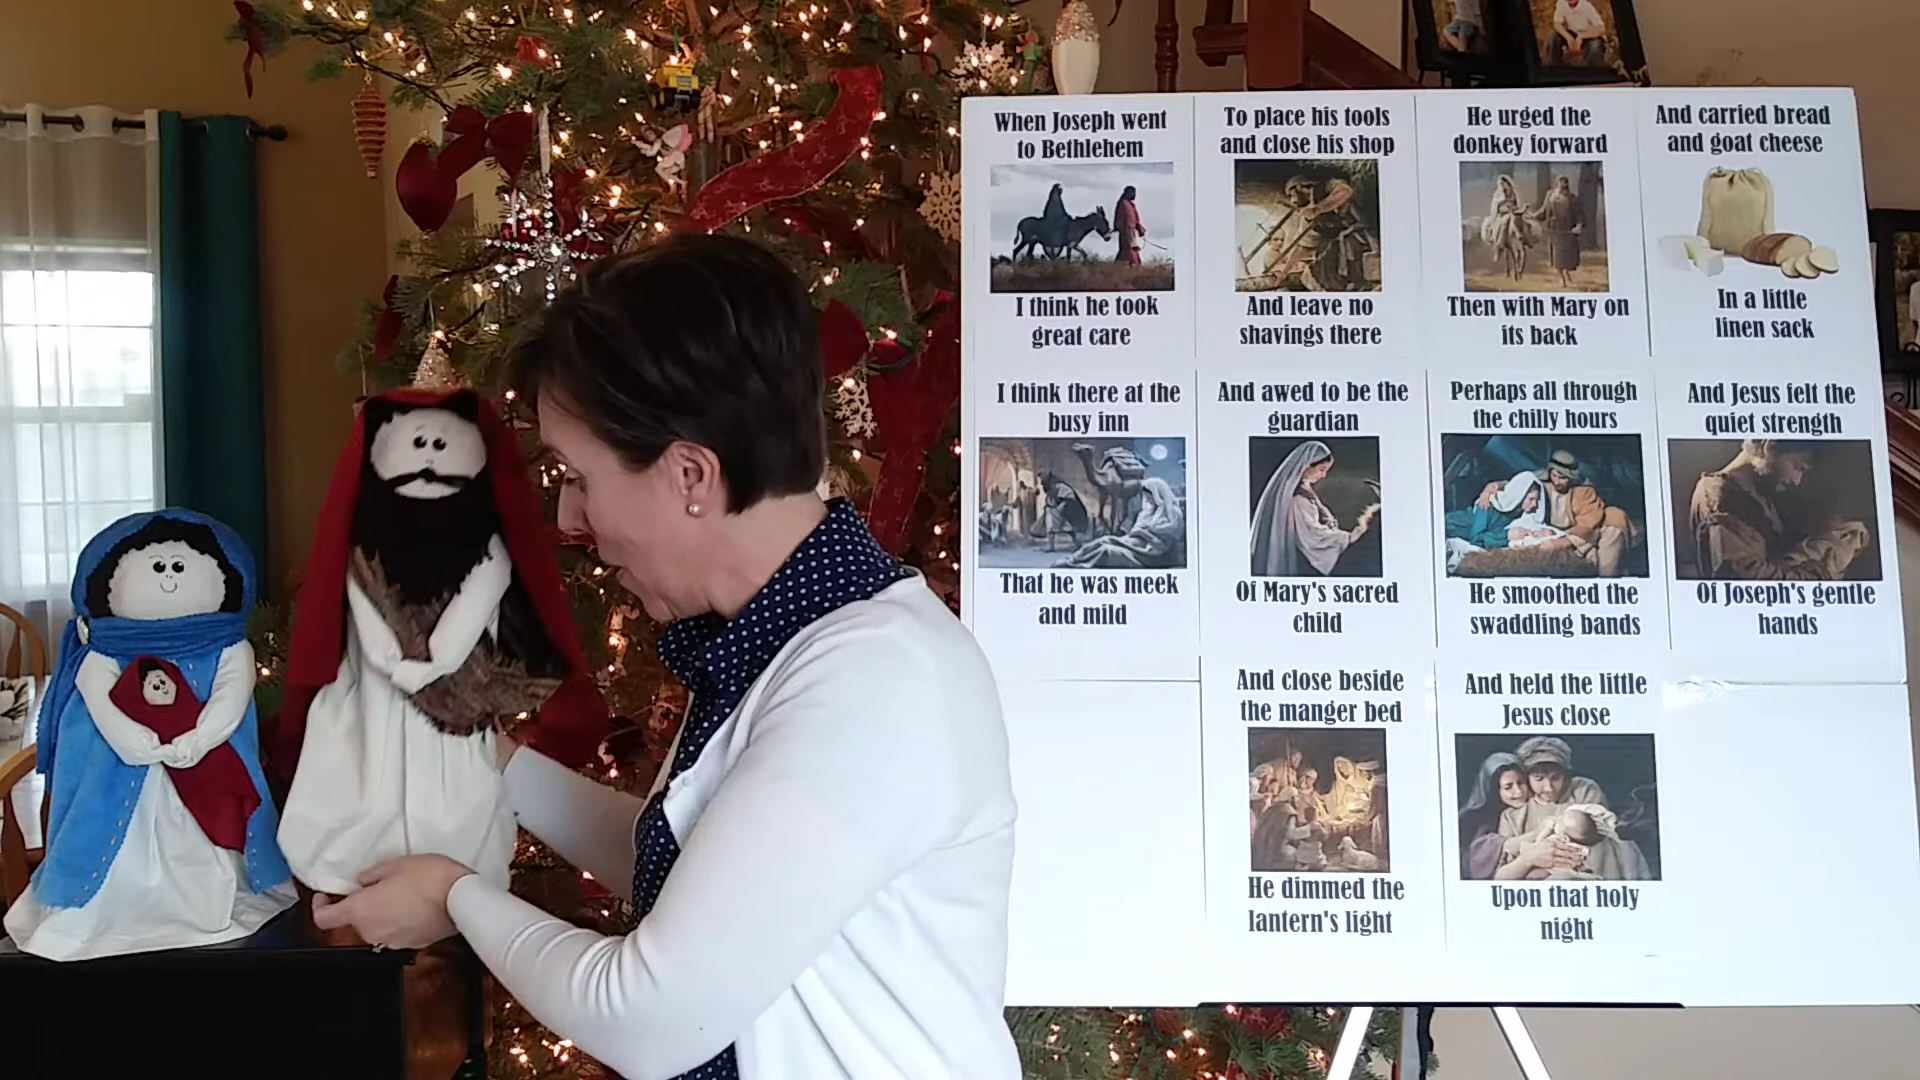 When Joseph went
to Bethlehem
I think he took
great care
To place his tools
and close his shop
And leave no
shavings there
He urged the
donkey forward
Then with Mary on
its back
And carried bread
and goat cheese
In a little
linen sack
I think there at the
busy inn
That he was meek
and mild
And awed to be the
guardian
Of Mary's sacred
child
Perhaps all through
the chilly hours
He smoothed the
swaddling bands
And Jesus felt the
quiet strength
Of Joseph's gentle
hands
And close beside
the manger bed
He dimmed the
lantern's light
And held the little
Jesus close
Upon that holy
night